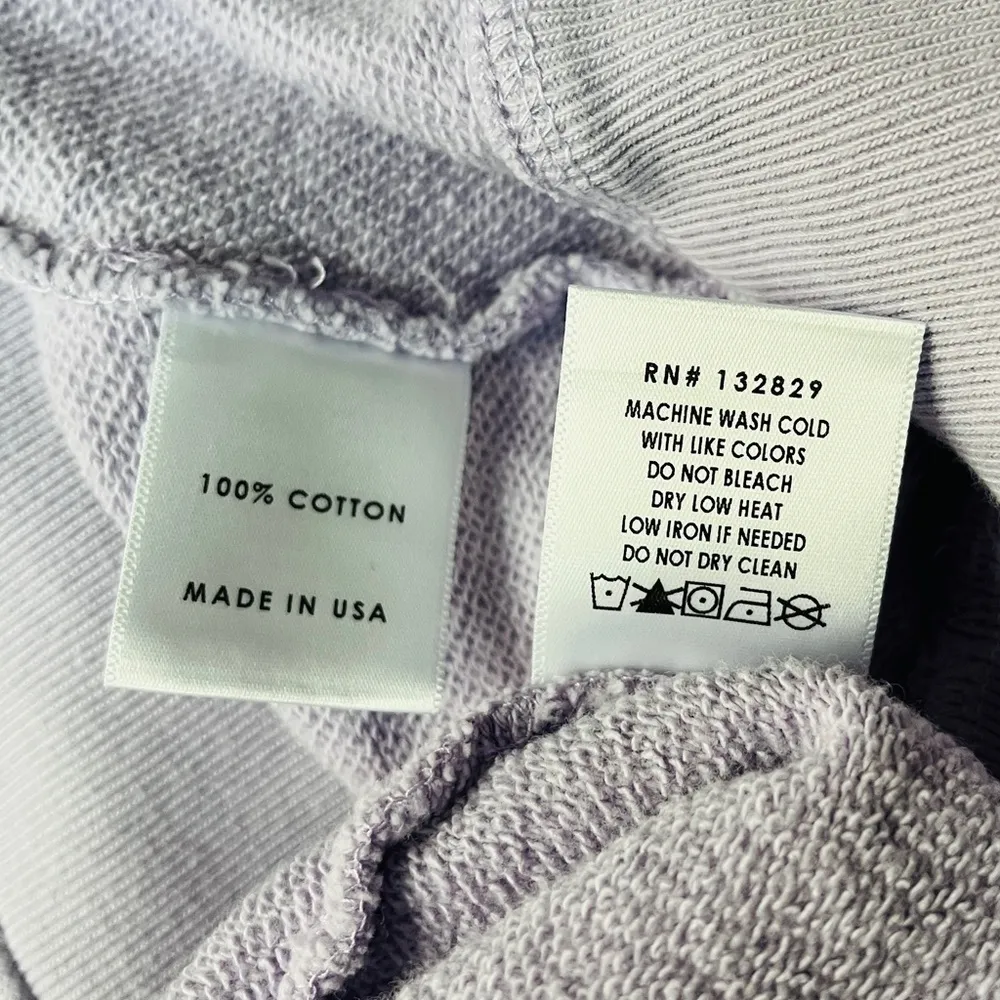 100% COTTON
MADE IN USA
RN# 132829
MACHINE WASH COLD
WITH LIKE COLORS
DO NOT BLEACH
DRY LOW HEAT
LOW IRON IF NEEDED
DO NOT DRY CLEAN